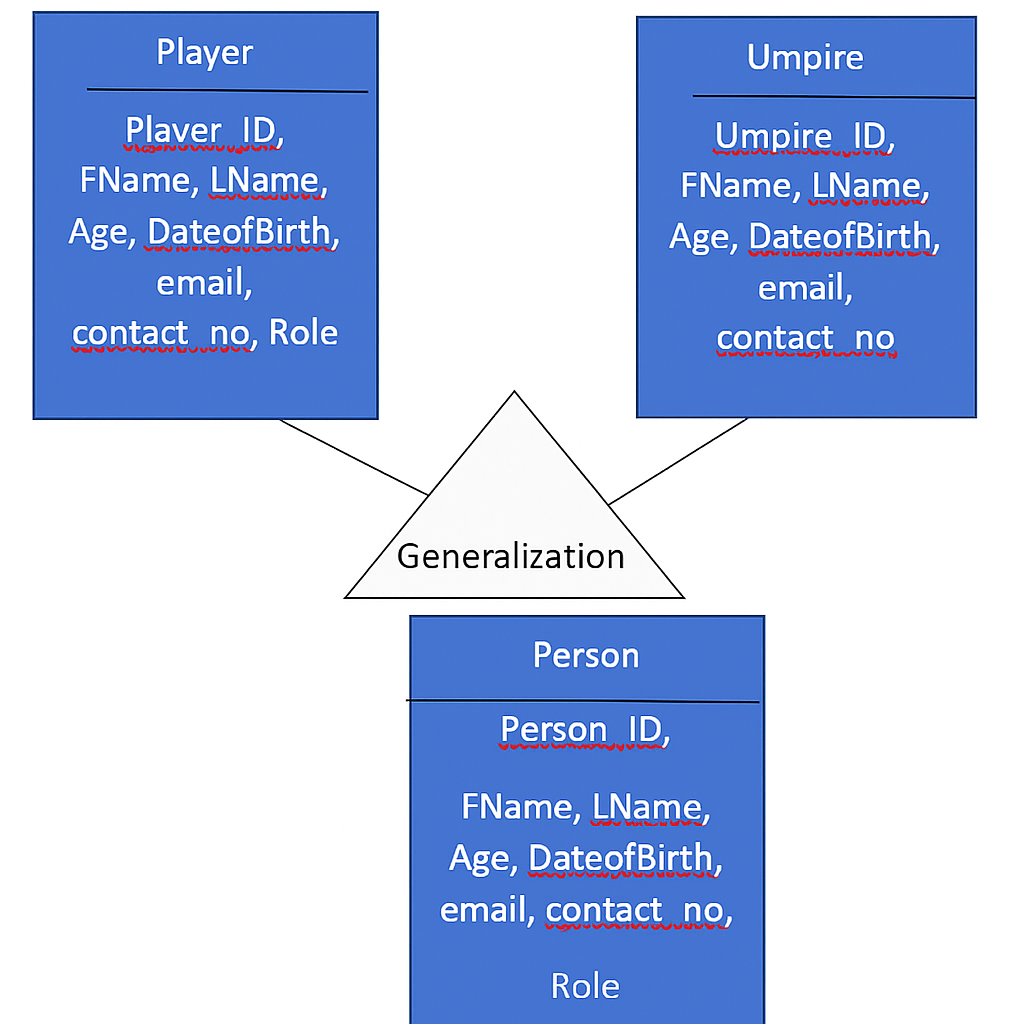 Player
Player_ID,
FName, LName,
Age, DateofBirth,
email,
contact_no, Role
Umpire
Umpire_ID,
FName, LName,
Age, DateofBirth,
email,
contact_no
Generalization
Person
Person_ID,
FName, LName,
Age, DateofBirth,
email, contact_no,
Role